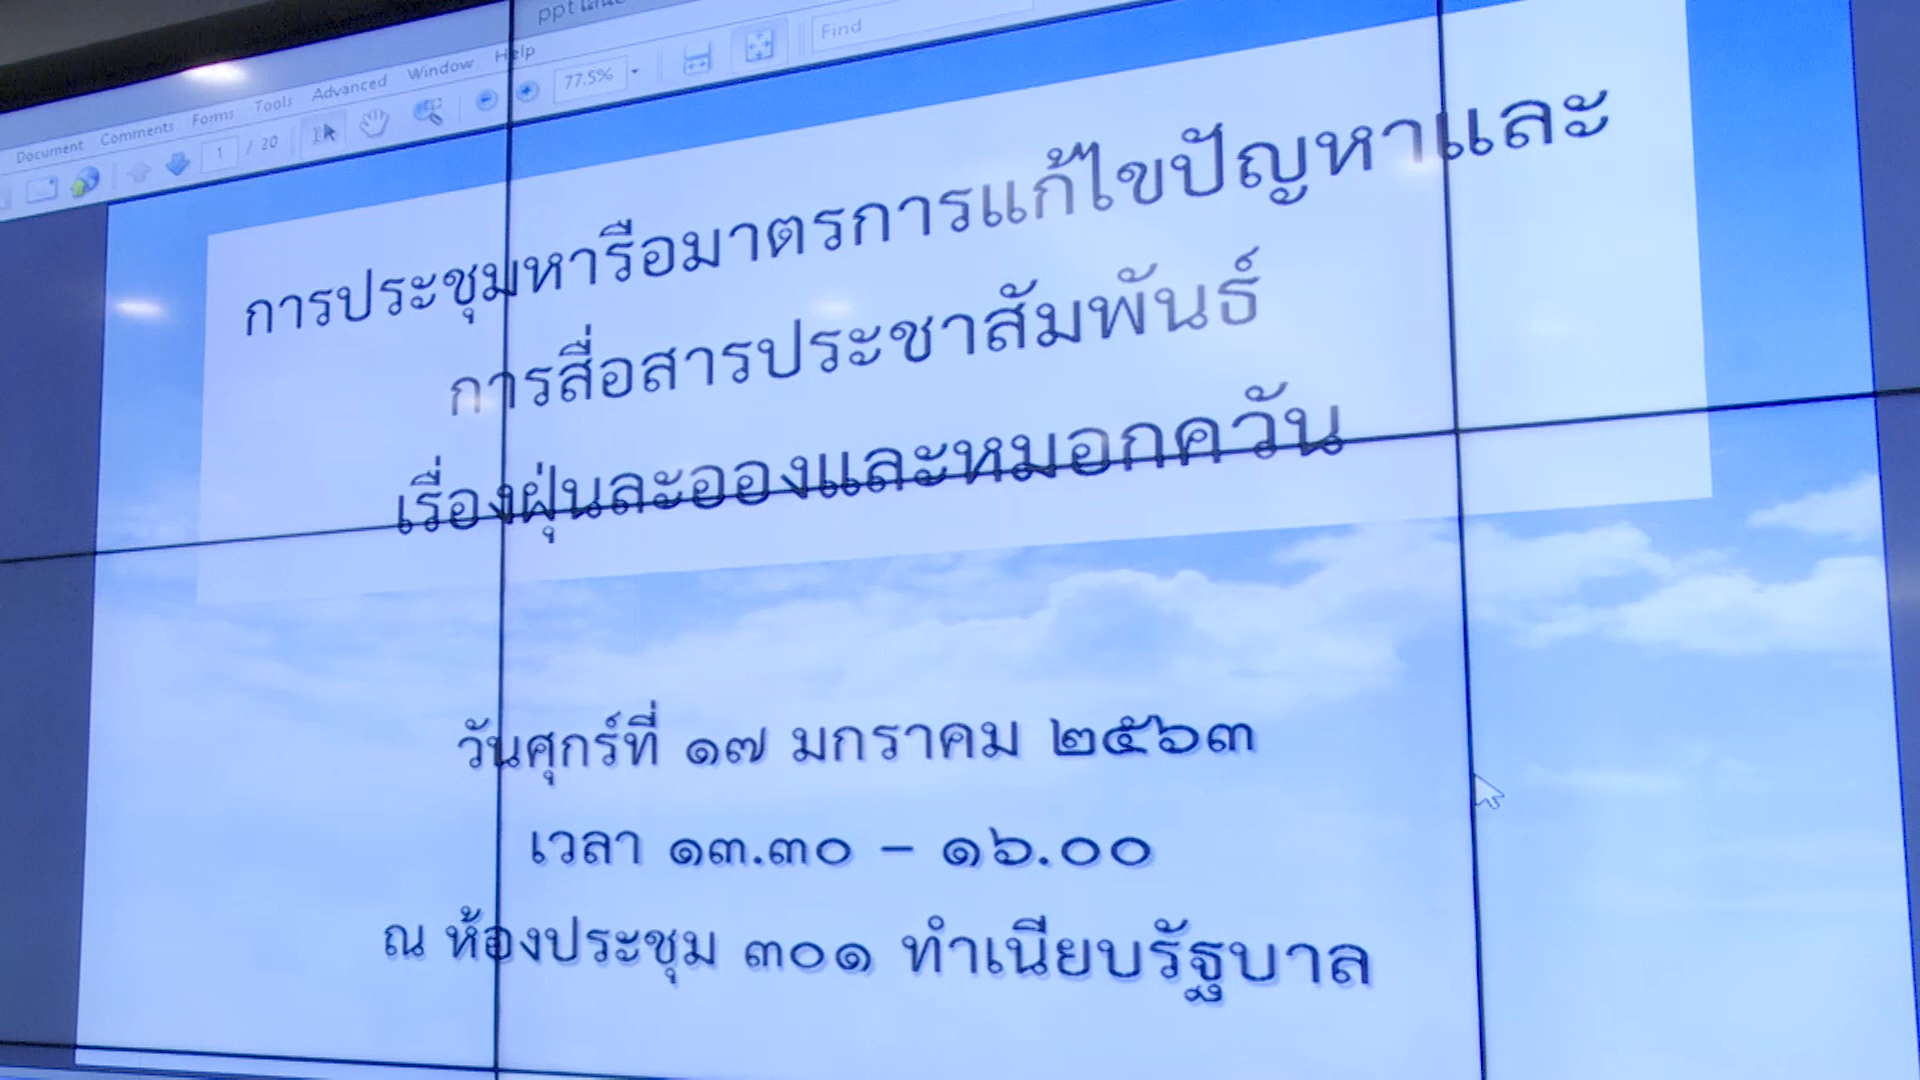 Document Comments Forms Tools Advanced Window Help
1 / 20 77.5% Find
การประชุมหารือมาตรการแก้ไขปัญหาและ
การสื่อสารประชาสัมพันธ์
เรื่องฝุ่นละอองและหมอกควัน
วันศุกร์ที่ ๑๗ มกราคม ๒๕๖๓
เวลา ๑๓.๓๐ – ๑๖.๐๐
ณ ห้องประชุม ๓๐๑ ทำเนียบรัฐบาล